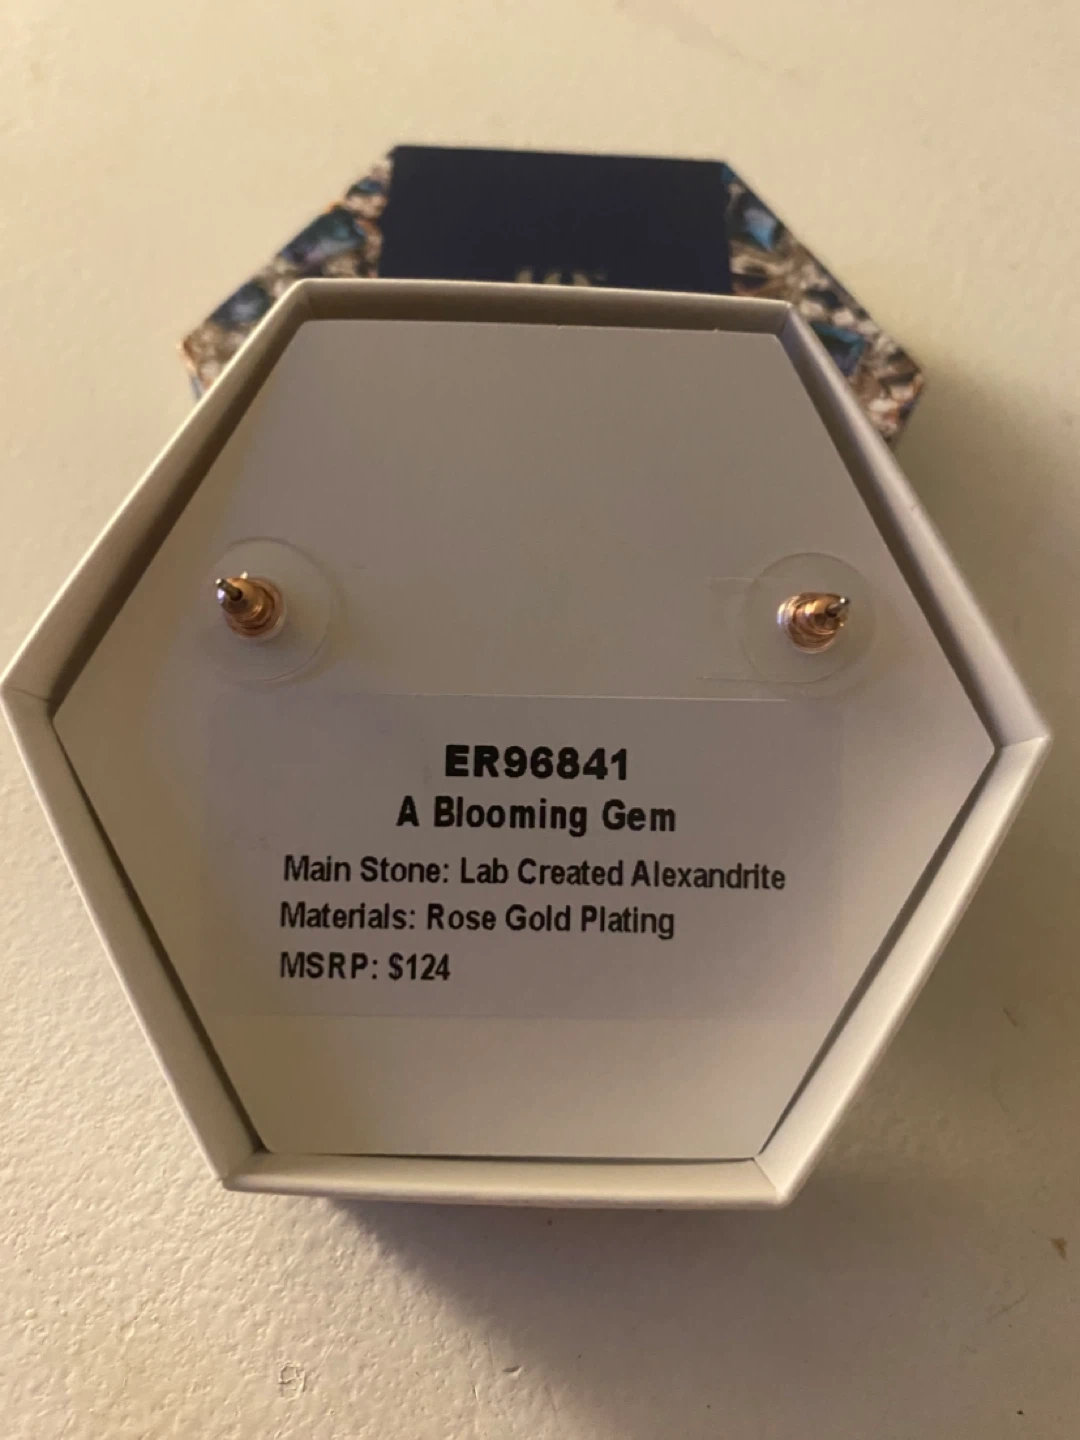 ER96841
A Blooming Gem
Main Stone: Lab Created Alexandrite
Materials: Rose Gold Plating
MSRP: $124